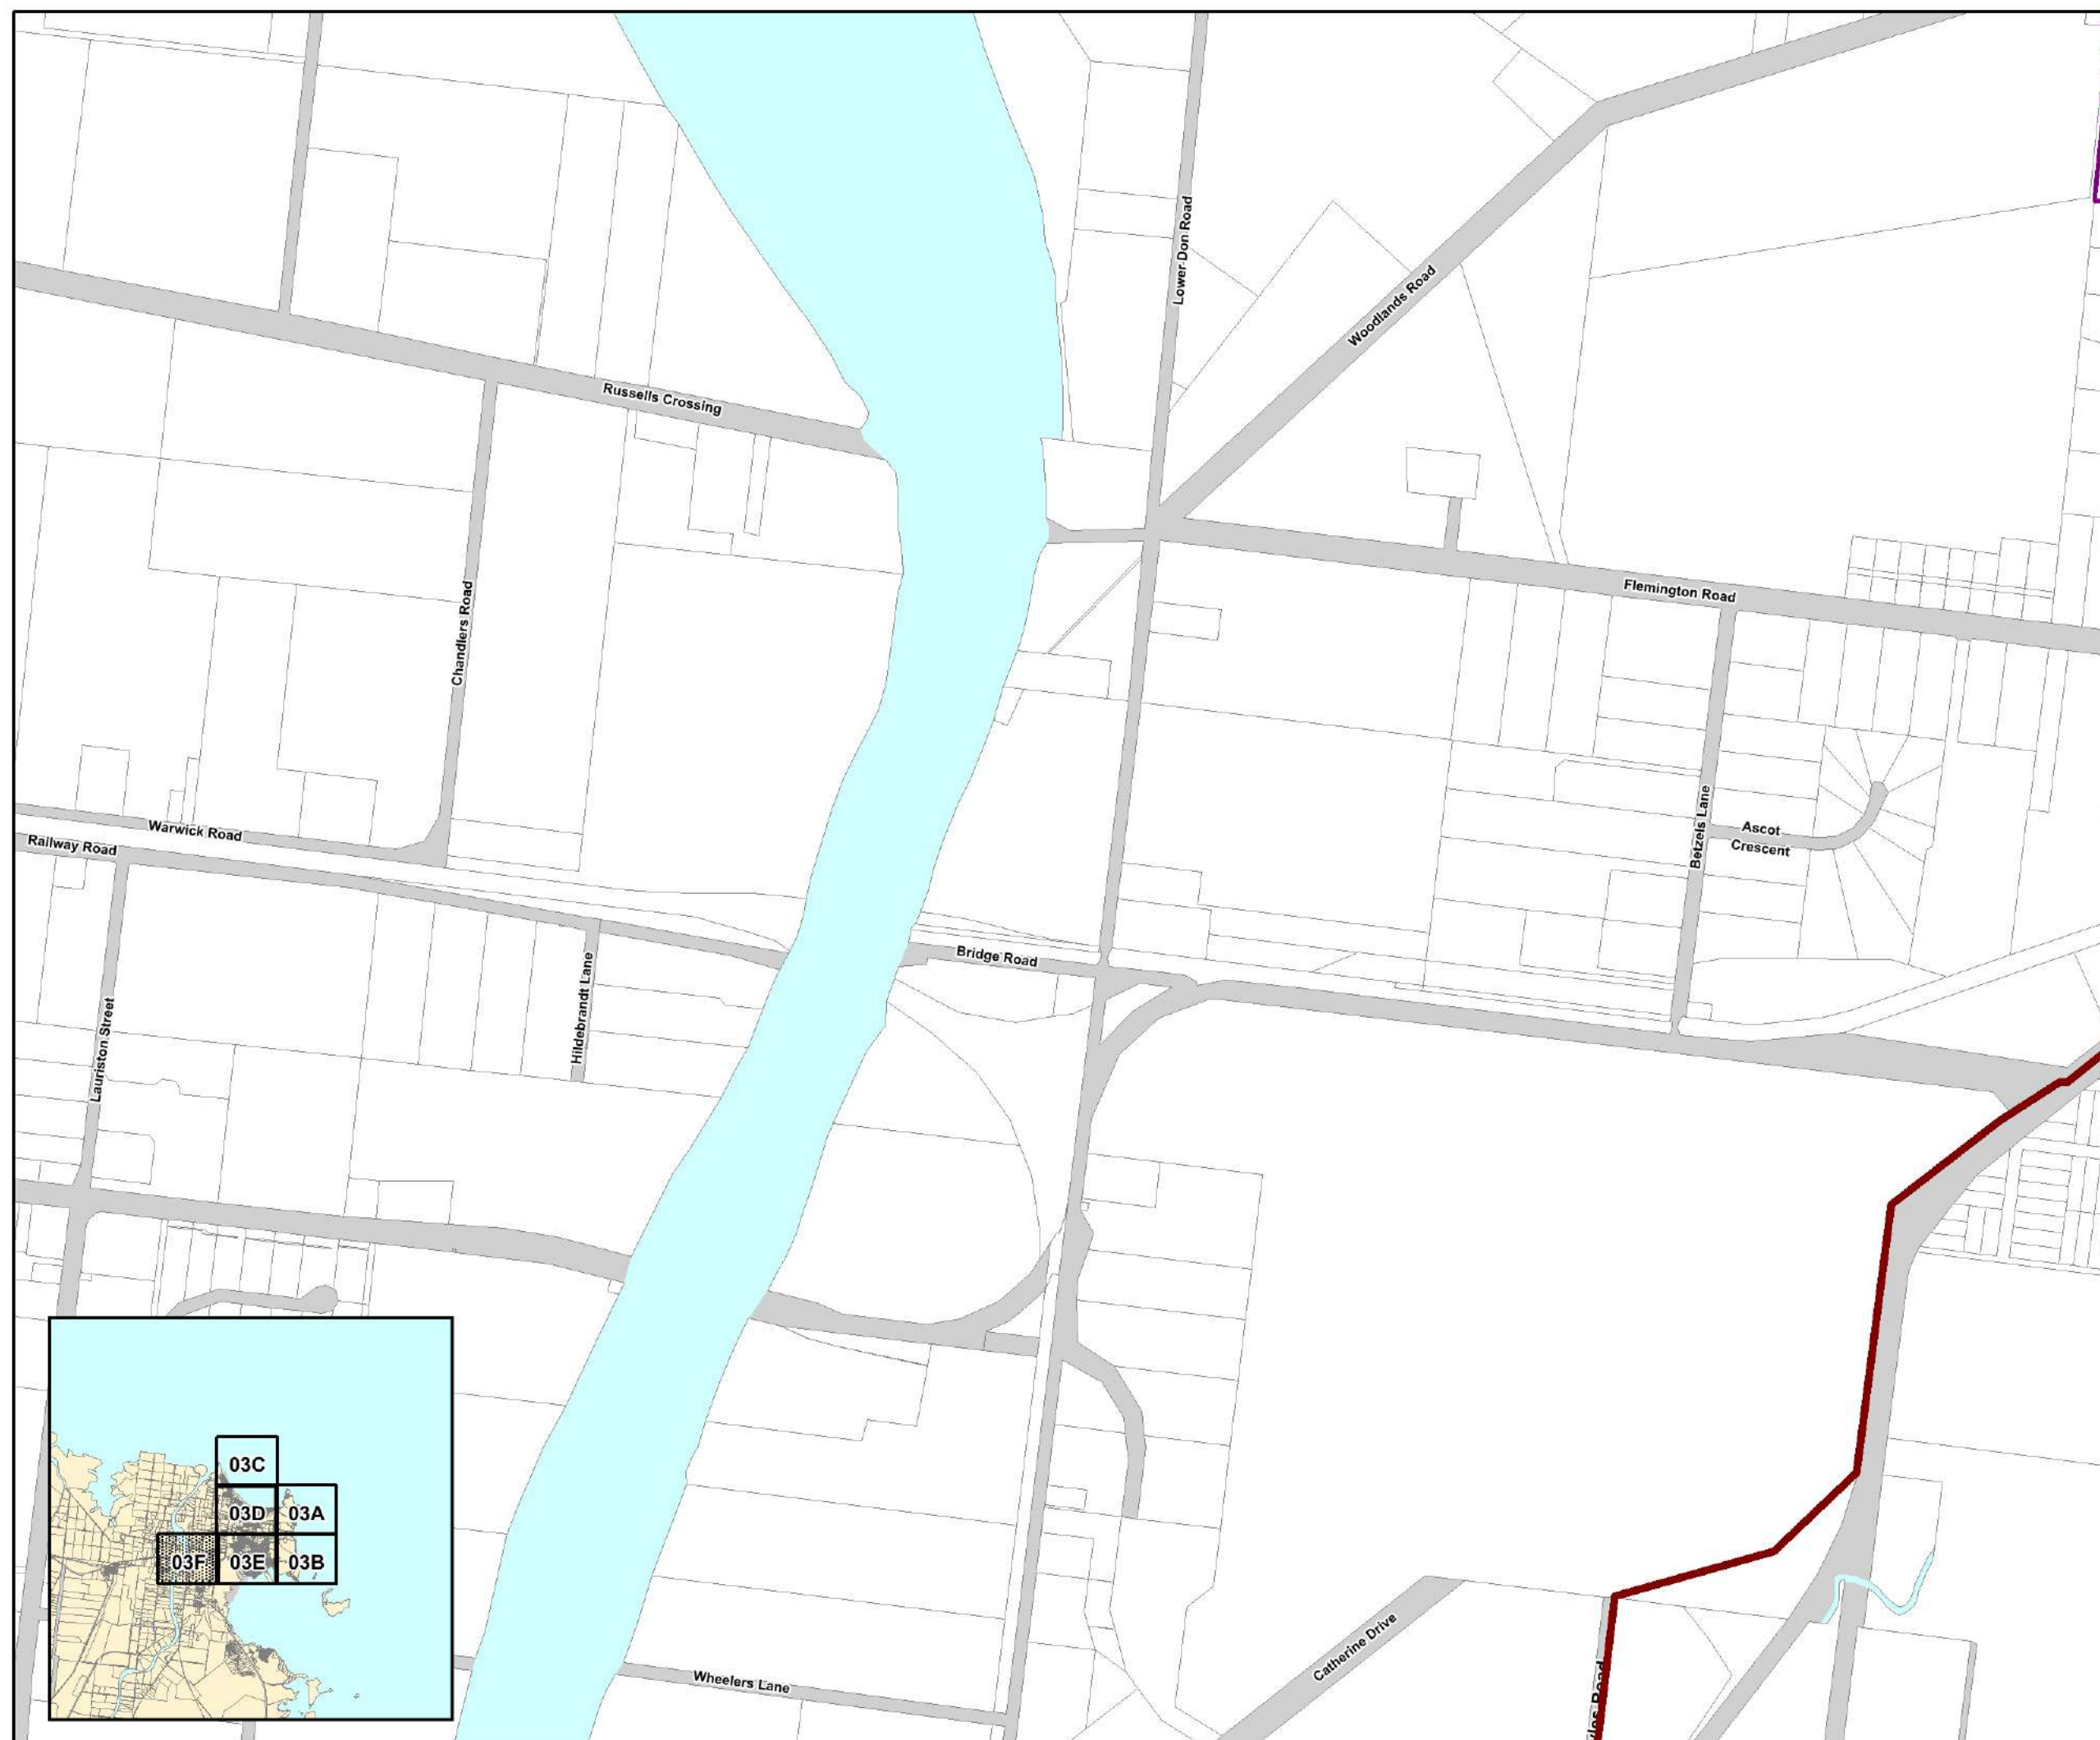 Lower Don Road
Woodlands Road
Russells Crossing
Flemington Road
Chandlers Road
Betzels Lane
Ascot
Crescent
Warwick Road
Railway Road
Bridge Road
Hildebrandt Lane
Lauriston Street
03C
03D
03A
03F
03E
03B
Catherine Drive
Wheelers Lane
Road